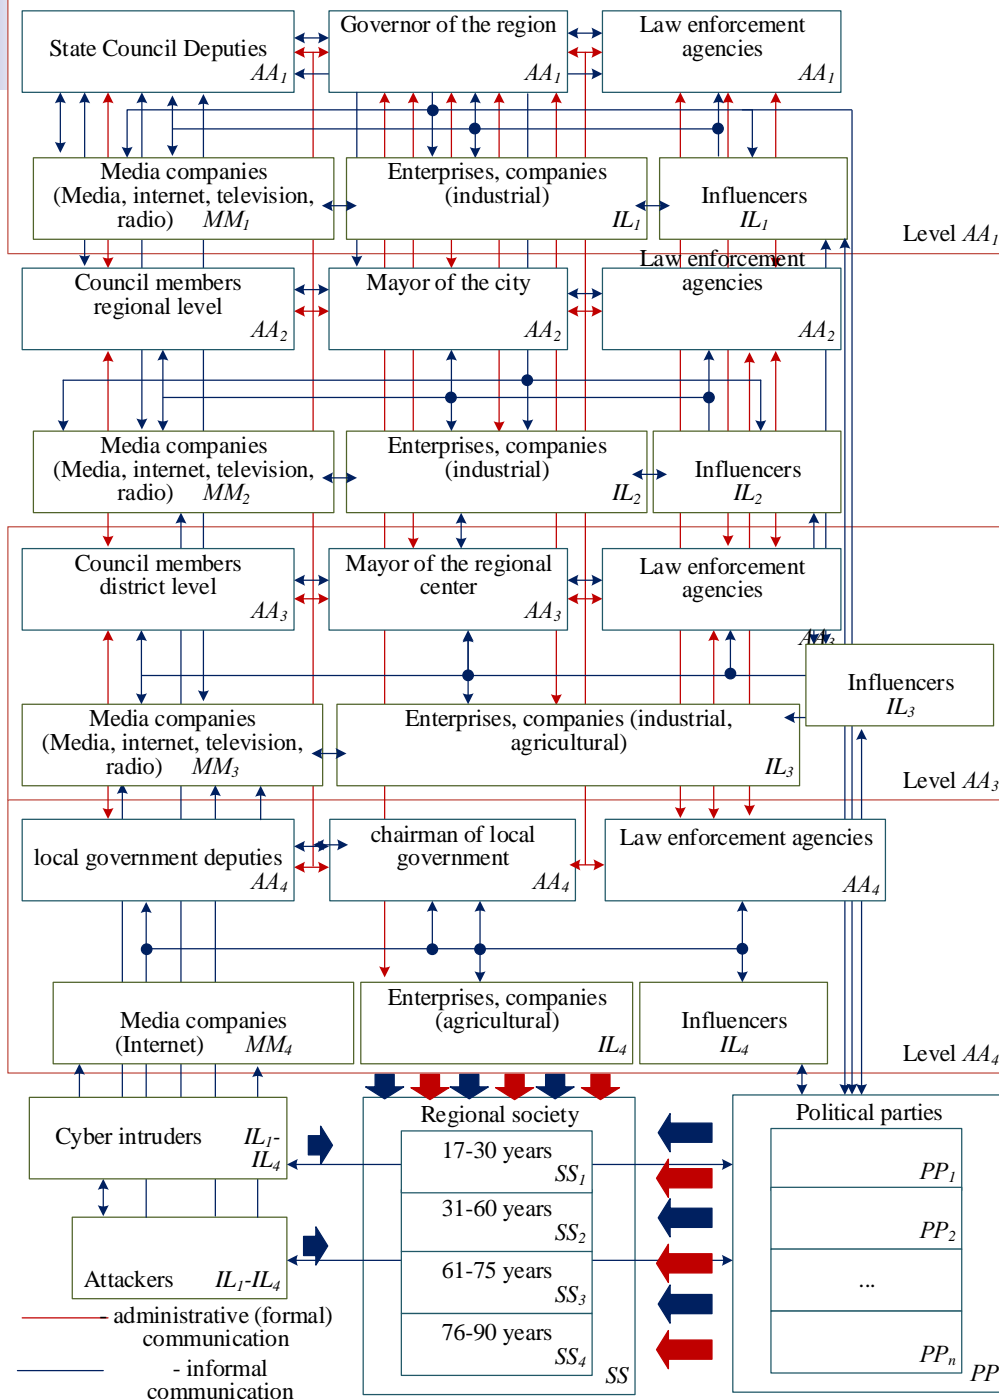 State Council Deputies
AA1
Governor of the region
AA1
Law enforcement
agencies
AA1
Media companies
(Media, internet, television,
radio) MM1
Enterprises, companies
(industrial)
IL1
Influencers
IL1
Level AA1
Council members
regional level
AA2
Mayor of the city
AA2
Law enforcement
agencies
AA2
Media companies
(Media, internet, television,
radio) MM2
Enterprises, companies
(industrial)
IL2
Influencers
IL2
Council members
district level
AA3
Mayor of the regional
center
AA3
Law enforcement
agencies
AA3
Influencers
IL3
Media companies
(Media, internet, television,
radio) MM3
Enterprises, companies (industrial,
agricultural)
IL3
Level AA3
local government deputies
AA4
chairman of local
government
AA4
Law enforcement agencies
AA4
Media companies
(Internet) MM4
Enterprises, companies
(agricultural)
IL4
Influencers
IL4
Level AA4
Cyber intruders IL1-
IL4
Attackers IL1-IL4
Regional society
17-30 years
SS1
31-60 years
SS2
61-75 years
SS3
76-90 years
SS4
SS
Political parties
PP1
PP2
...
PPn
PP
- administrative (formal)
communication
- informal
communication